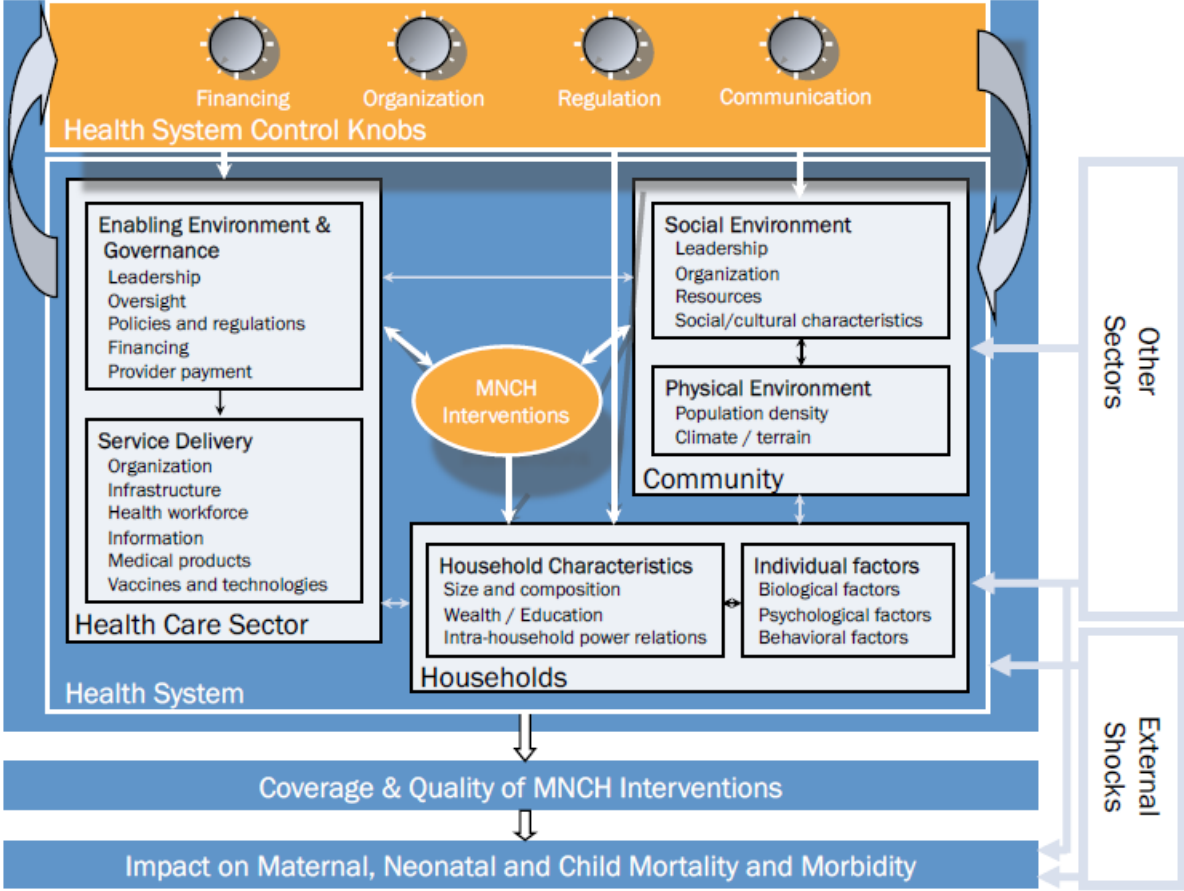 Financing
Organization
Regulation
Communication
Health System Control Knobs
Enabling Environment &
Governance
Leadership
Oversight
Policies and regulations
Financing
Provider payment
Service Delivery
Organization
Infrastructure
Health workforce
Information
Medical products
Vaccines and technologies
Health Care Sector
MNCH
Interventions
Social Environment
Leadership
Organization
Resources
Social/cultural characteristics
Physical Environment
Population density
Climate / terrain
Community
Household Characteristics
Size and composition
Wealth / Education
Intra-household power relations
Individual factors
Biological factors
Psychological factors
Behavioral factors
Households
Health System
Other
Sectors
External
Shocks
Coverage & Quality of MNCH Interventions
Impact on Maternal, Neonatal and Child Mortality and Morbidity